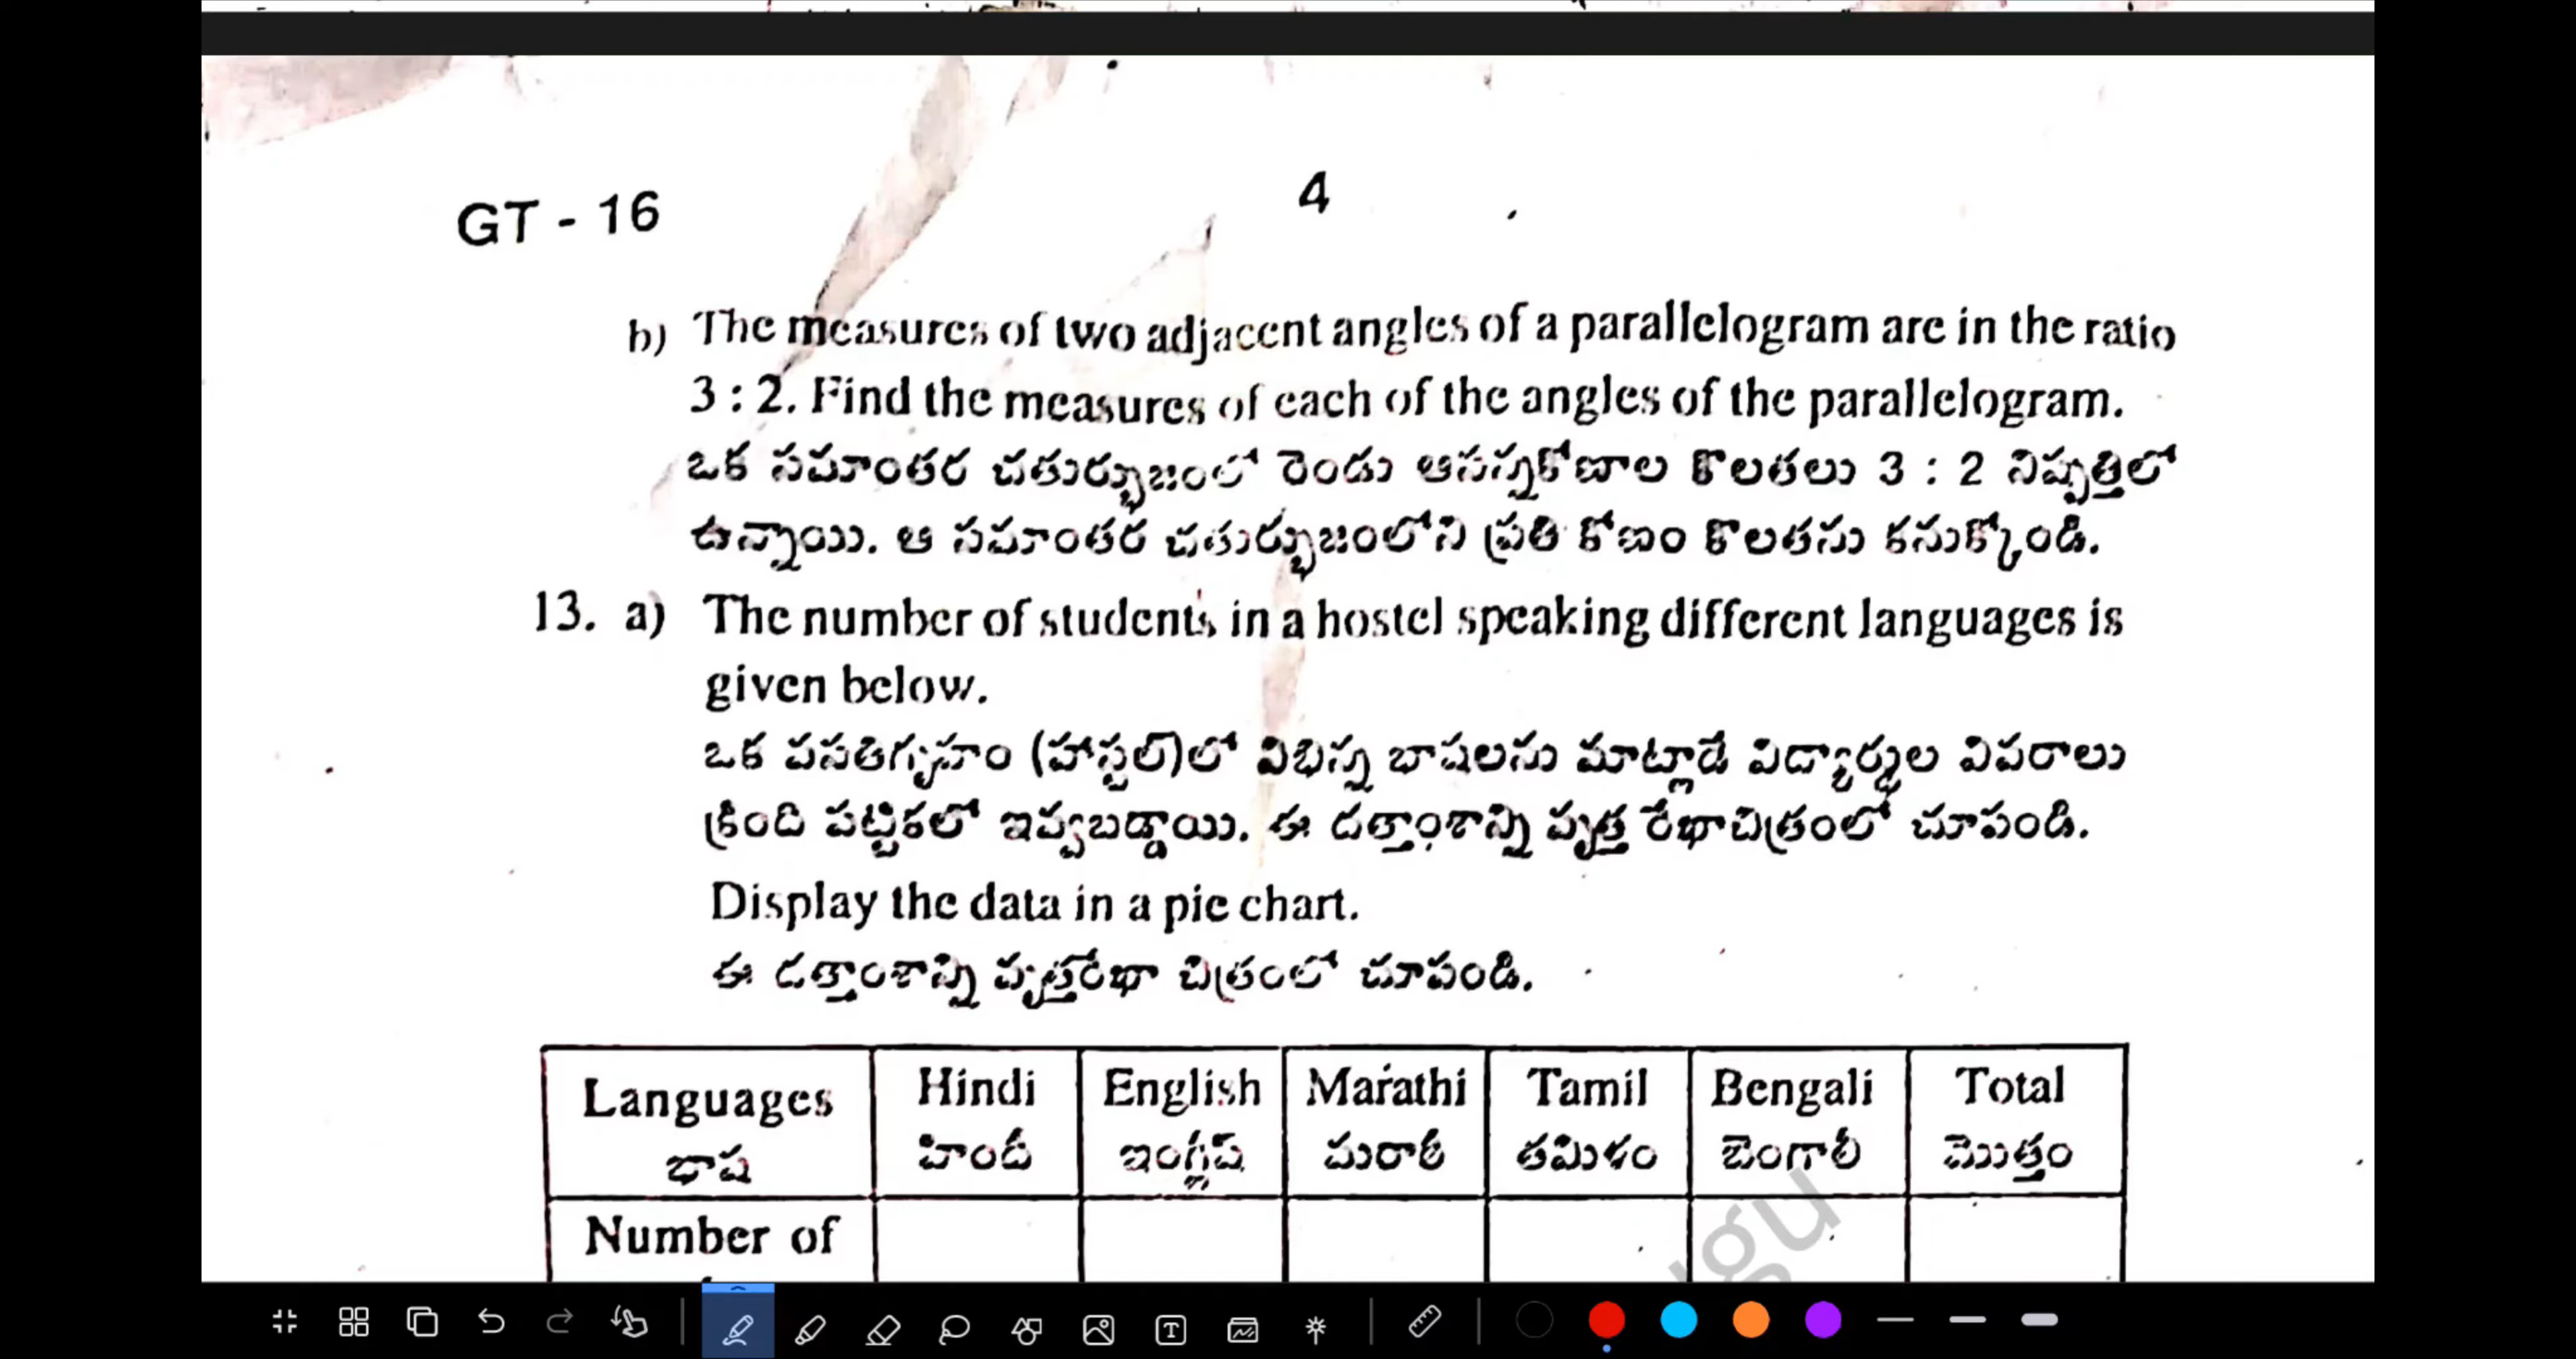 GT - 16
4
b) The measures of two adjacent angles of a parallelogram are in the ratio
3 : 2. Find the measures of each of the angles of the parallelogram.
ఒక సమాంతర చతుర్భుజంలో రెండు ఆసన్నకోణాల కొలతలు 3 : 2 నిష్పత్తిలో
ఉన్నాయి. ఆ సమాంతర చతుర్భుజంలోని ప్రతి కోణం కొలతను కనుక్కోండి.
13. a) The number of students in a hostel speaking different languages is
given below.
ఒక వసతిగృహం (హాస్టల్)లో విభిన్న భాషలను మాట్లాడే విద్యార్థుల వివరాలు
క్రింది పట్టికలో ఇవ్వబడ్డాయి. ఈ దత్తాంశాన్ని వృత్త రేఖాచిత్రంలో చూపండి.
Display the data in a pie chart.
ఈ దత్తాంశాన్ని వృత్తరేఖా చిత్రంలో చూపండి.
Languages Hindi English Marathi Tamil Bengali Total
భాష హిందీ ఇంగ్లీష్ మరాఠీ తమిళం బెంగాలీ మొత్తం
Number of
gu